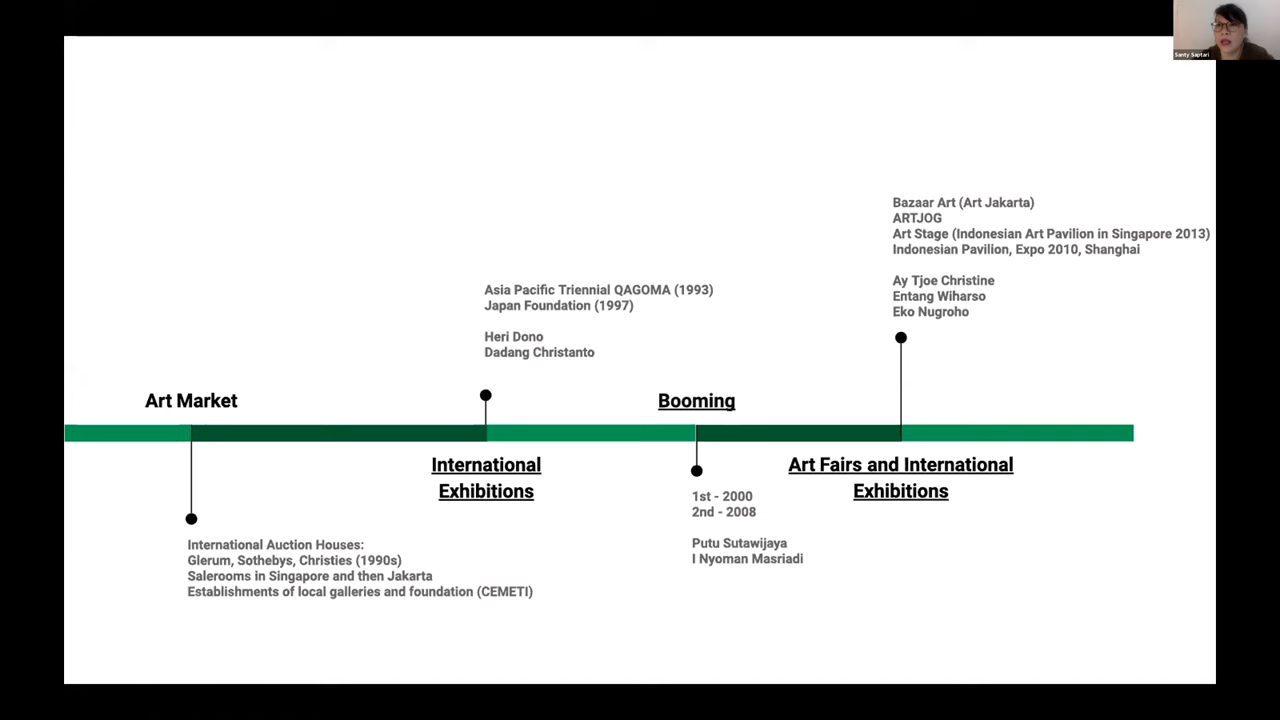 Santy Saptari
Bazaar Art (Art Jakarta)
ARTJOG
Art Stage (Indonesian Art Pavilion in Singapore 2013)
Indonesian Pavilion, Expo 2010, Shanghai
Ay Tjoe Christine
Entang Wiharso
Eko Nugroho
Asia Pacific Triennial QAGOMA (1993)
Japan Foundation (1997)
Heri Dono
Dadang Christanto
Art Market
Booming
International
Exhibitions
Art Fairs and International
Exhibitions
1st - 2000
2nd - 2008
Putu Sutawijaya
I Nyoman Masriadi
International Auction Houses:
Glerum, Sothebys, Christies (1990s)
Salerooms in Singapore and then Jakarta
Establishments of local galleries and foundation (CEMETI)